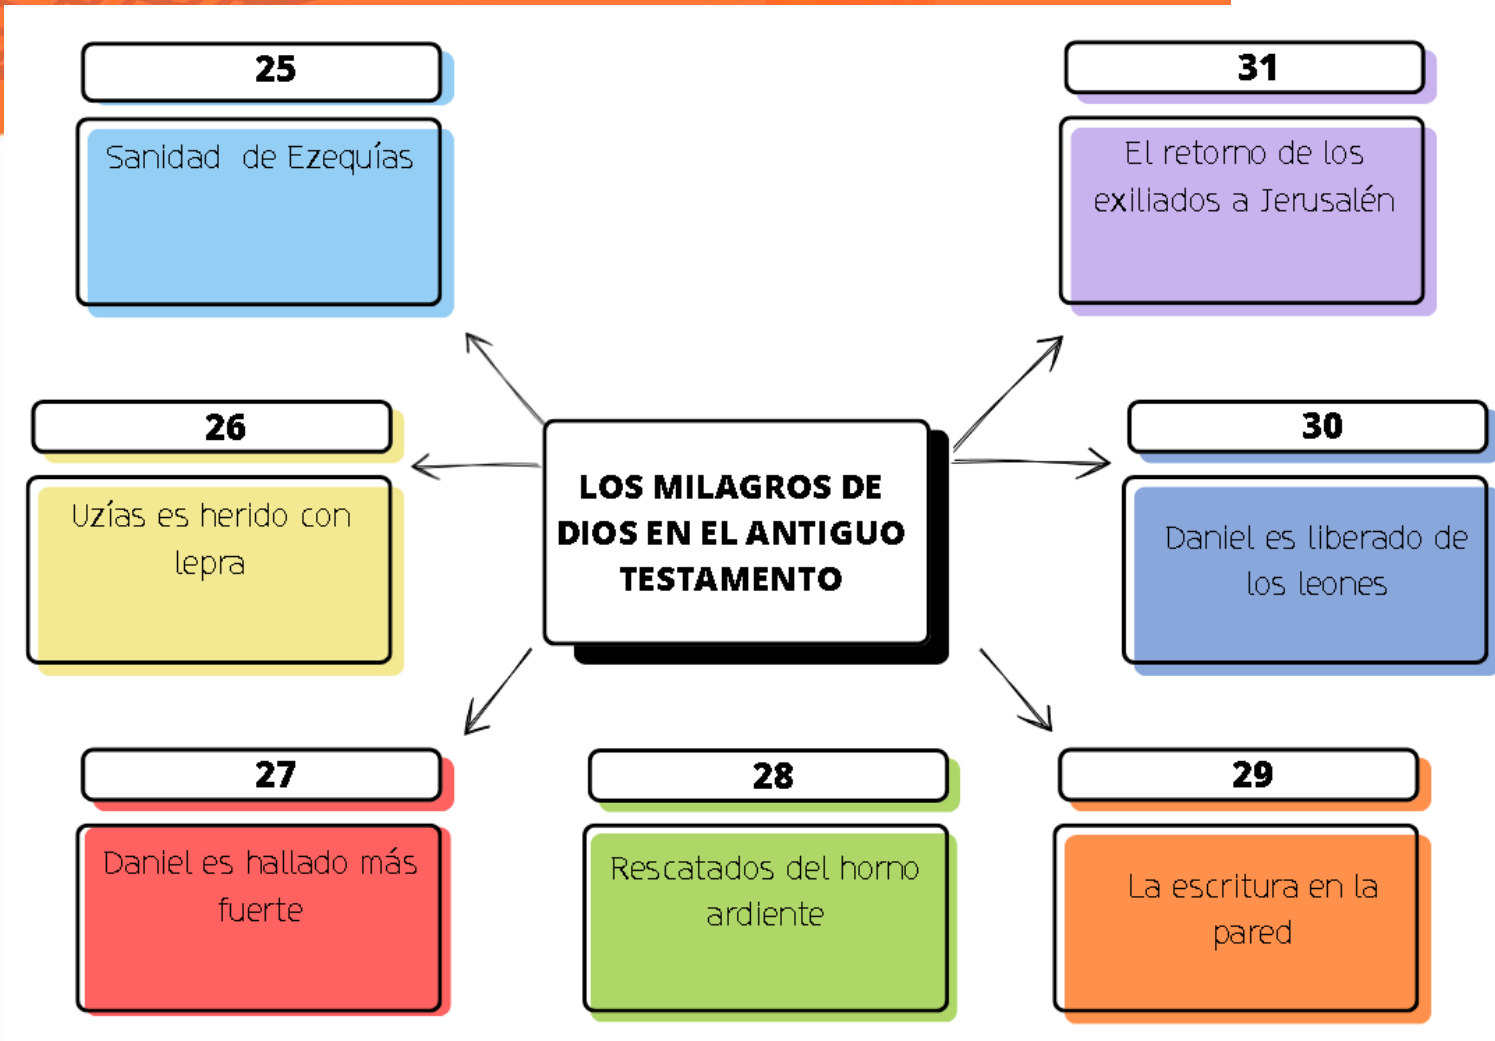 25
Sanidad de Ezequías
26
Uzías es herido con
lepra
27
Daniel es hallado más
fuerte
28
Rescatados del horno
ardiente
29
La escritura en la
pared
30
Daniel es liberado de
los leones
31
El retorno de los
exiliados a Jerusalén
LOS MILAGROS DE
DIOS EN EL ANTIGUO
TESTAMENTO